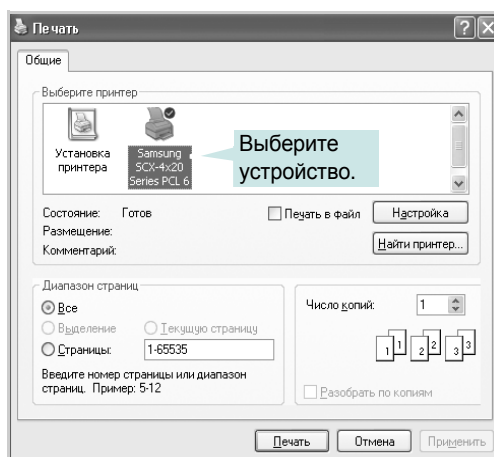 Печать
Общие
Выберите принтер
Установка принтера
Samsung SCX-4x20 Series PCL 6
Выберите
устройство.
Состояние: Готов
Размещение:
Комментарий:
Печать в файл
Настройка
Найти принтер...
Диапазон страниц
Все
Выделение
Текущую страницу
Страницы: 1-65535
Введите номер страницы или диапазон
страниц. Пример: 5-12
Число копий: 1
1 1 2 2 3 3
Разобрать по копиям
Печать
Отмена
Применить